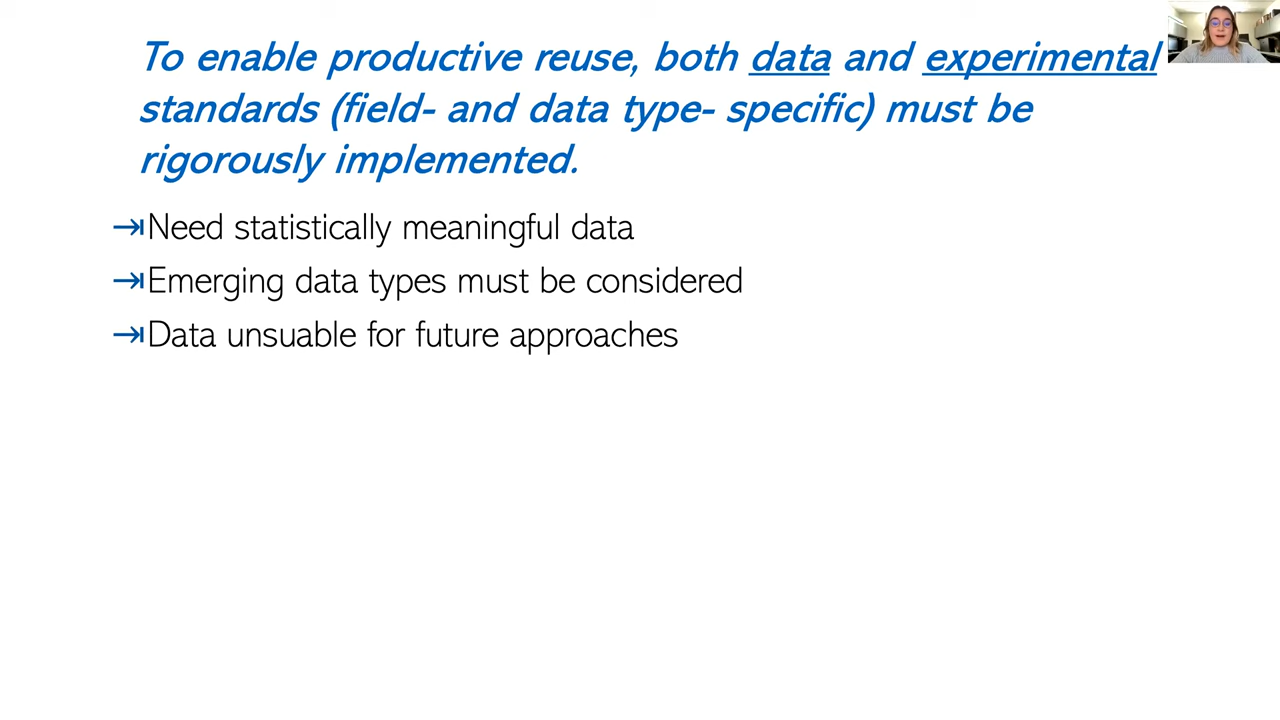 To enable productive reuse, both data and experimental
standards (field- and data type- specific) must be
rigorously implemented.
→Need statistically meaningful data
→Emerging data types must be considered
→Data unsuable for future approaches